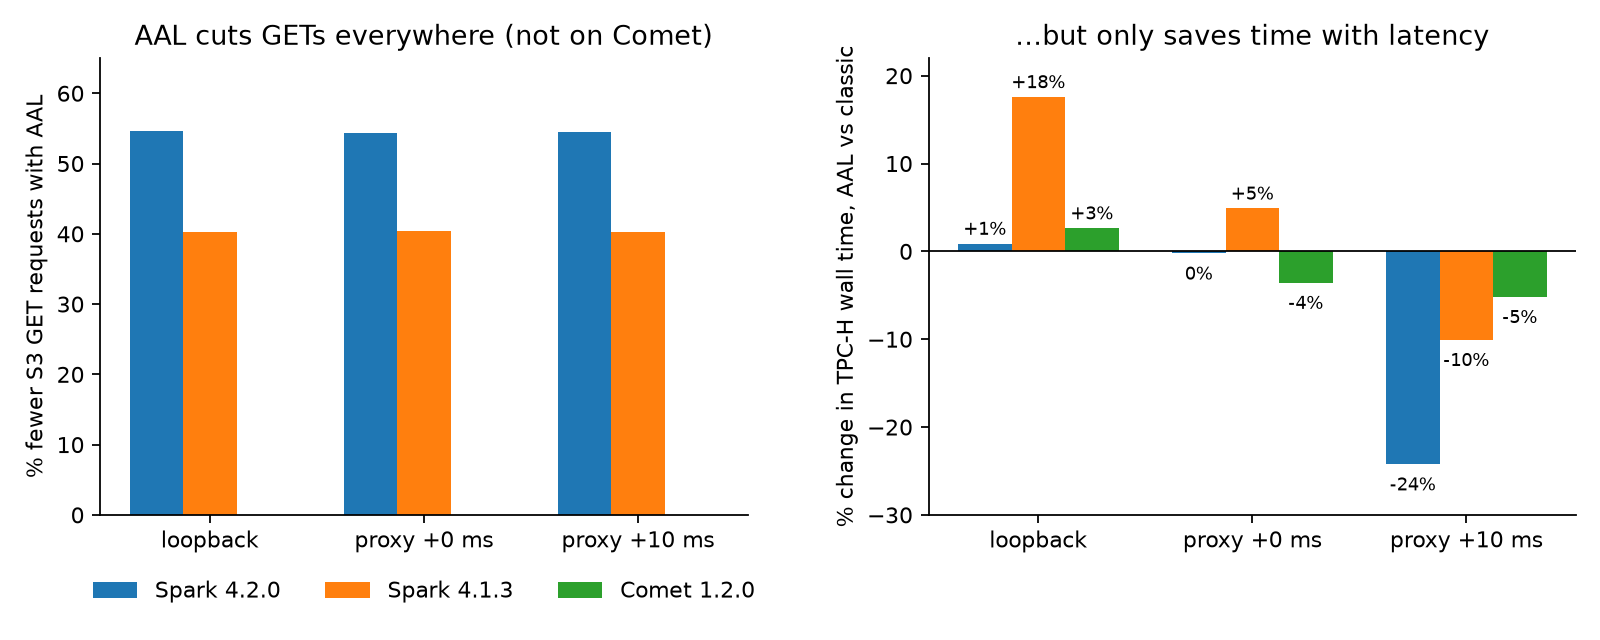 AAL cuts GETs everywhere (not on Comet)
% fewer S3 GET requests with AAL
60
50
40
30
20
10
0
loopback
proxy +0 ms
proxy +10 ms
Spark 4.2.0
Spark 4.1.3
Comet 1.2.0
...but only saves time with latency
% change in TPC-H wall time, AAL vs classic
20
10
0
−10
−20
−30
+1%
+18%
+3%
0%
+5%
-4%
-24%
-10%
-5%
loopback
proxy +0 ms
proxy +10 ms